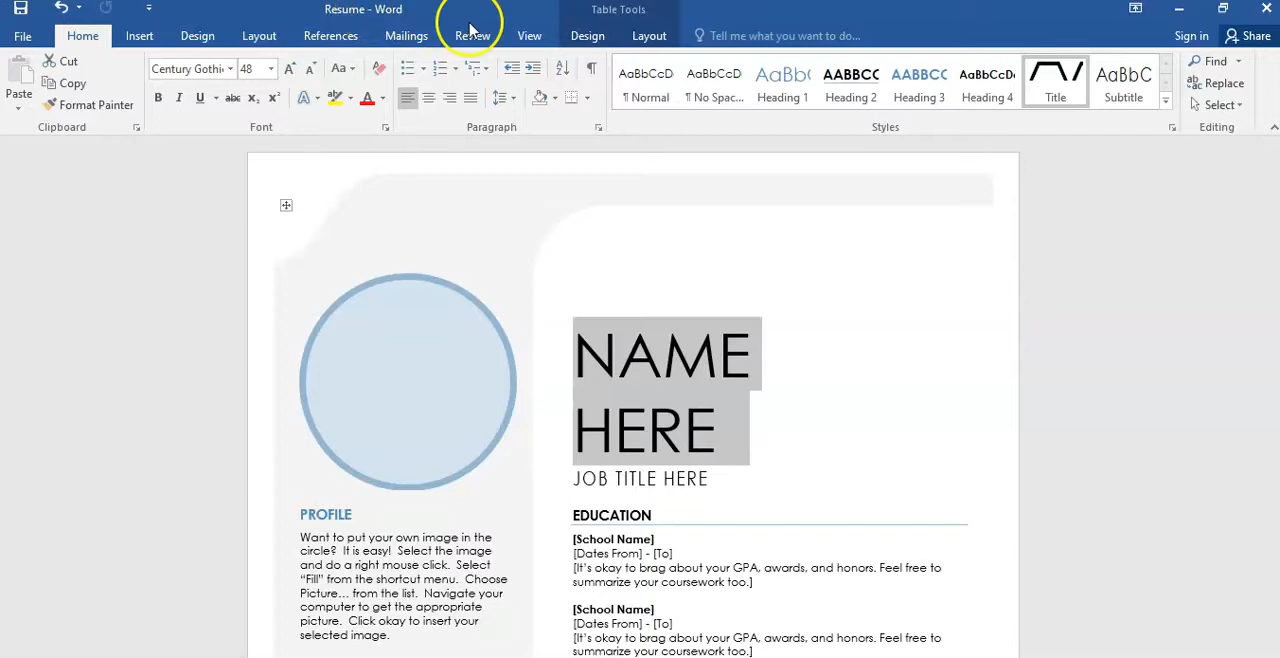 Resume - Word
Table Tools
File Home Insert Design Layout References Mailings Review View Design Layout Tell me what you want to do... Sign in Share
Paste
Cut
Copy
Format Painter
Clipboard
Century Gothi 48 Aa
B I U abc x₂ x² A A
Font
Paragraph
AaBbCcD AaBbCcD AaBb( AABBCC AABBCC AaBbCcD AaBbC
¶ Normal ¶ No Spac... Heading 1 Heading 2 Heading 3 Heading 4 Title Subtitle
Styles
Find
Replace
Select
Editing
NAME
HERE
JOB TITLE HERE
PROFILE
Want to put your own image in the
circle? It is easy! Select the image
and do a right mouse click. Select
“Fill” from the shortcut menu. Choose
Picture… from the list. Navigate your
computer to get the appropriate
picture. Click okay to insert your
selected image.
EDUCATION
[School Name]
[Dates From] - [To]
[It’s okay to brag about your GPA, awards, and honors. Feel free to
summarize your coursework too.]
[School Name]
[Dates From] - [To]
[It’s okay to brag about your GPA, awards, and honors. Feel free to
summarize your coursework too.]